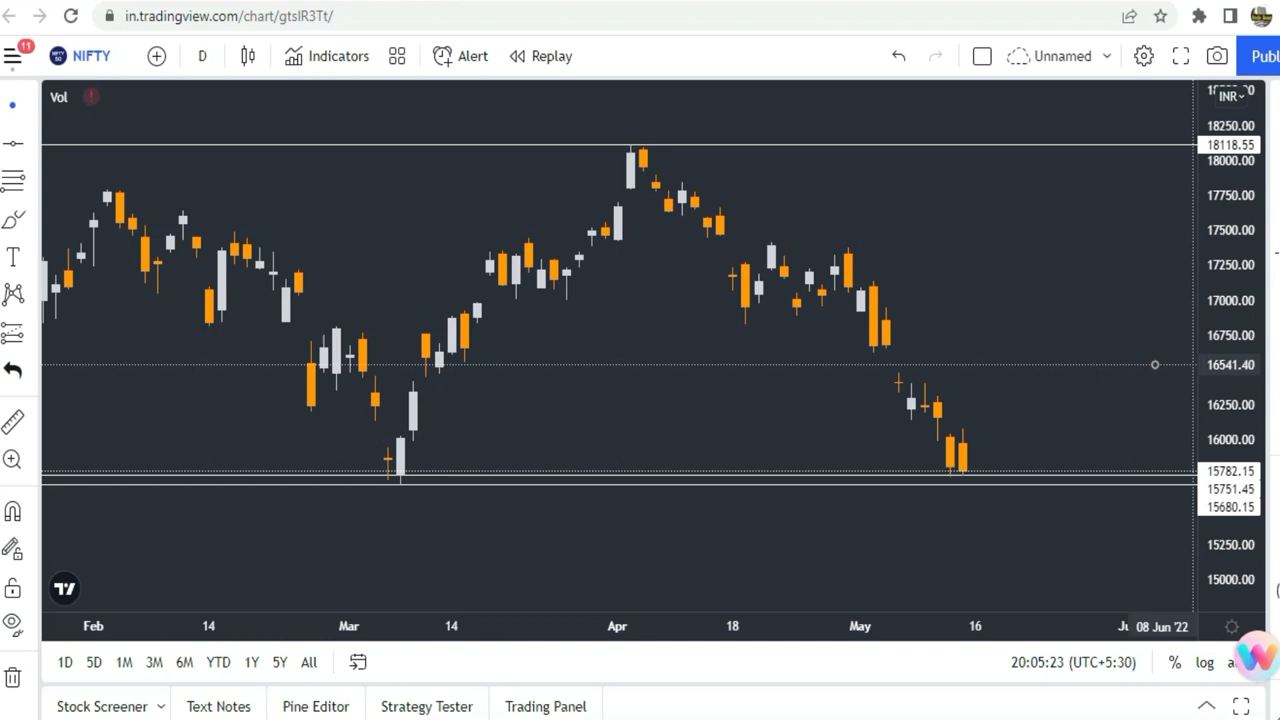 in.tradingview.com/chart/gtsIR3Tt/
11
NIFTY 50
NIFTY
D
Indicators
Alert
Replay
Unnamed
Publ
Vol
INR
18250.00
18118.55
18000.00
17750.00
17500.00
17250.00
17000.00
16750.00
16541.40
16250.00
16000.00
15782.15
15751.45
15680.15
15250.00
15000.00
Feb
14
Mar
14
Apr
18
May
16
08 Jun '22
1D
5D
1M
3M
6M
YTD
1Y
5Y
All
20:05:23 (UTC+5:30)
%
log
Stock Screener
Text Notes
Pine Editor
Strategy Tester
Trading Panel